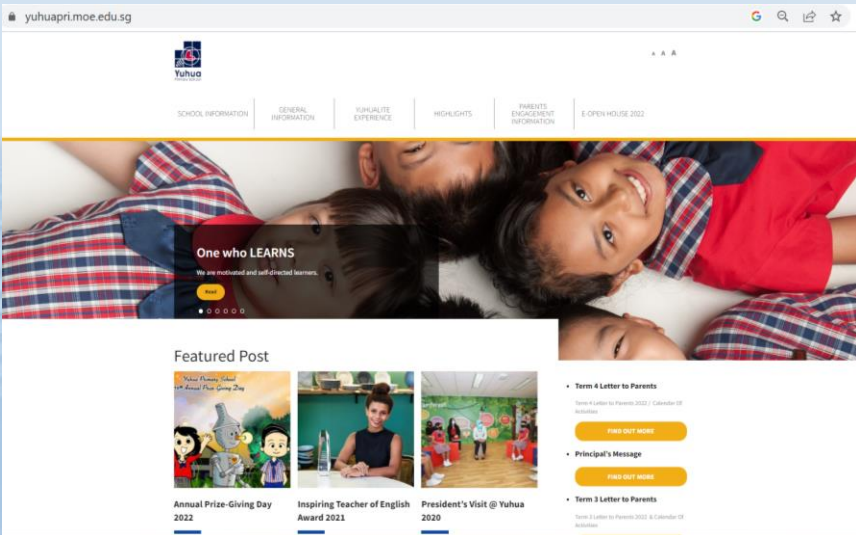 yuhuapri.moe.edu.sg
Yuhua
A A A
SCHOOL INFORMATION
GENERAL
INFORMATION
YUHUALITE
EXPERIENCE
HIGHLIGHTS
PARENTS
ENGAGEMENT
INFORMATION
E-OPEN HOUSE 2022
One who LEARNS
We are motivated and self-directed learners.
Read
Featured Post
Yuhua Primary School
Annual Prize Giving Day
Annual Prize-Giving Day
2022
Inspiring Teacher of English
Award 2021
President's Visit @ Yuhua
2020
• Term 4 Letter to Parents
Term 4 Letter to Parents 2022 / Calendar Of
Activities
FIND OUT MORE
• Principal's Message
FIND OUT MORE
• Term 3 Letter to Parents
Term 3 Letter to Parents 2022 & Calendar Of
Activities